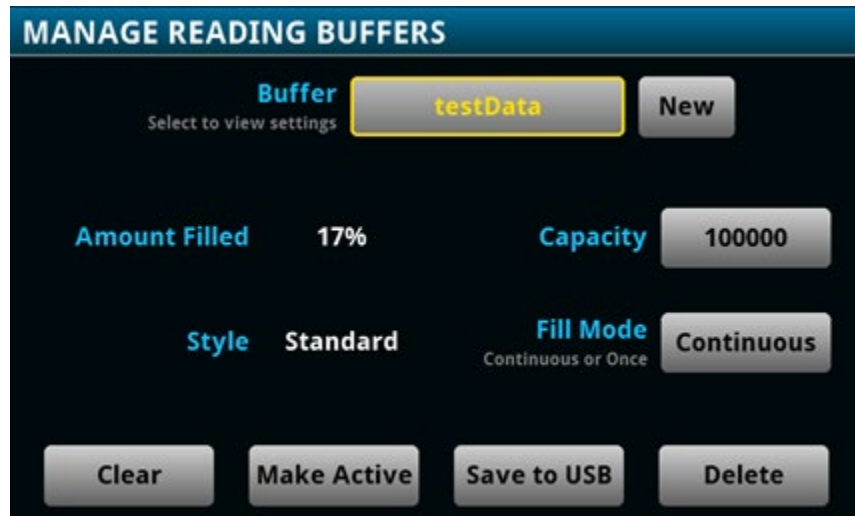 MANAGE READING BUFFERS
Buffer
Select to view settings
testData
New
Amount Filled
17%
Capacity
100000
Style
Standard
Fill Mode
Continuous or Once
Continuous
Clear
Make Active
Save to USB
Delete